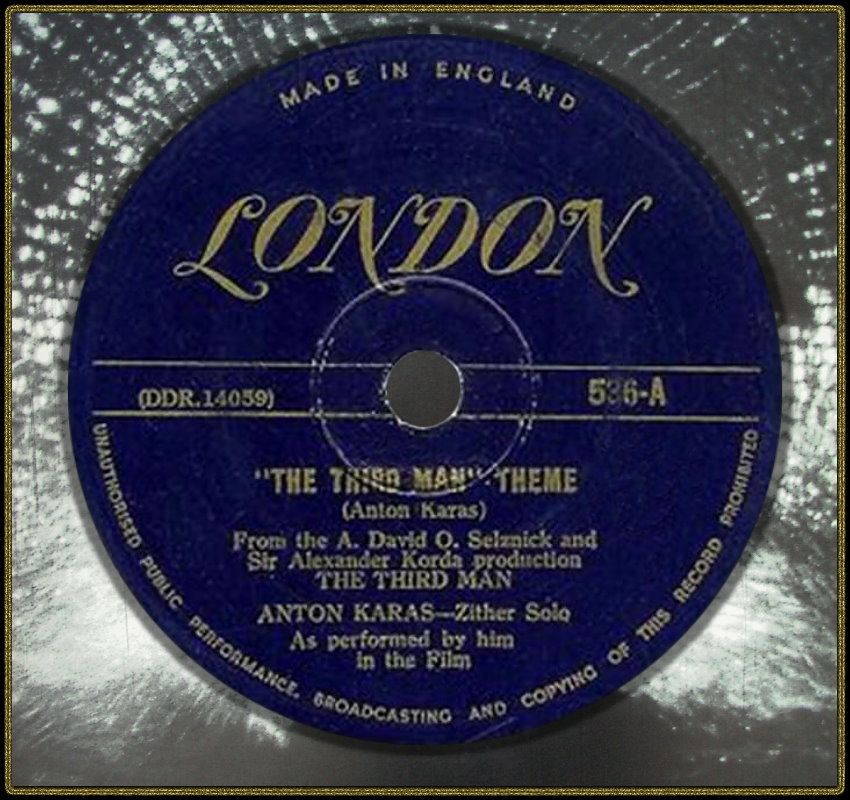 MADE IN ENGLAND
LONDON
(DDR.14059)
536-A
"THE THIRD MAN" THEME
(Anton Karas)
From the A. David O. Selznick and
Sir Alexander Korda production
THE THIRD MAN
ANTON KARAS—Zither Solo
As performed by him
in the Film
UNAUTHORISED PUBLIC PERFORMANCE, BROADCASTING AND COPYING OF THIS RECORD PROHIBITED